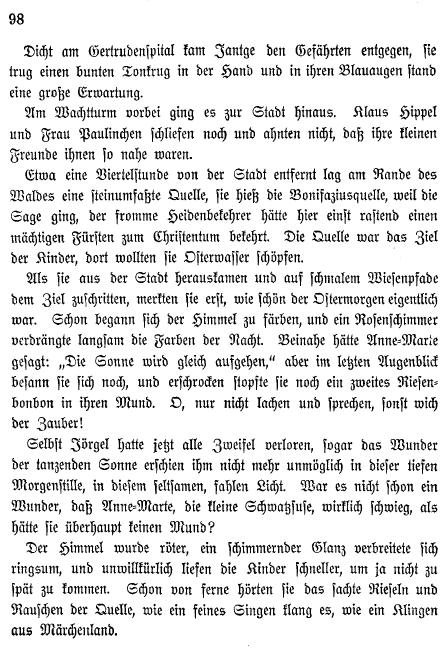 98
Dicht am Gertrudenspital kam Jantge den Gefährten entgegen, sie
trug einen bunten Tonkrug in der Hand und in ihren Blauaugen stand
eine große Erwartung.
Am Wachtturm vorbei ging es zur Stadt hinaus. Klaus Hippel
und Frau Paulinchen schliefen noch und ahnten nicht, daß ihre kleinen
Freunde ihnen so nahe waren.
Etwa eine Viertelstunde von der Stadt entfernt lag am Rande des
Waldes eine steinumfaßte Quelle, sie hieß die Bonifaziusquelle, weil die
Sage ging, der fromme Heidenbekehrer hätte hier einst rastend einen
mächtigen Fürsten zum Christentum bekehrt. Die Quelle war das Ziel
der Kinder, dort wollten sie Osterwasser schöpfen.
Als sie aus der Stadt herauskamen und auf schmalem Wiesenpfade
dem Ziel zuschritten, merkten sie erst, wie schön der Ostermorgen eigentlich
war. Schon begann sich der Himmel zu färben, und ein Rosenschimmer
verdrängte langsam die Farben der Nacht. Beinahe hätte Anne-Marte
gesagt: „Die Sonne wird gleich aufgehen,“ aber im letzten Augenblick
besann sie sich noch, und erschrocken stopfte sie noch ein zweites Riesen-
bonbon in ihren Mund. O, nur nicht lachen und sprechen, sonst wich
der Zauber!
Selbst Jörgel hatte jetzt alle Zweifel verloren, sogar das Wunder
der tanzenden Sonne erschien ihm nicht mehr unmöglich in dieser tiefen
Morgenstille, in diesem seltsamen, fahlen Licht. War es nicht schon ein
Wunder, daß Anne-Marte, die kleine Schwatzsuse, wirklich schwieg, als
hätte sie überhaupt keinen Mund?
Der Himmel wurde röter, ein schimmernder Glanz verbreitete sich
ringsum, und unwillkürlich liefen die Kinder schneller, um ja nicht zu
spät zu kommen. Schon von ferne hörten sie das sachte Rieseln und
Rauschen der Quelle, wie ein feines Singen klang es, wie ein Klingen
aus Märchenland.